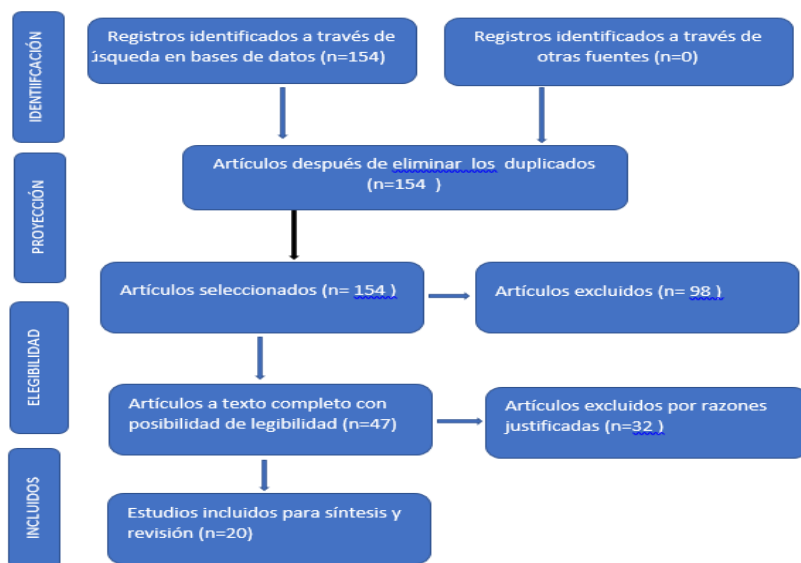 IDENTIIFCACIÓN
Registros identificados a través de
úsqueda en bases de datos (n=154)
Registros identificados a través de
otras fuentes (n=0)
PROYECCIÓN
Artículos después de eliminar los duplicados
(n=154 )
Artículos seleccionados (n= 154 )
Artículos excluidos (n= 98 )
ELEGIBILIDAD
Artículos a texto completo con
posibilidad de legibilidad (n=47)
Artículos excluidos por razones
justificadas (n=32 )
INCLUIDOS
Estudios incluidos para síntesis y
revisión (n=20)